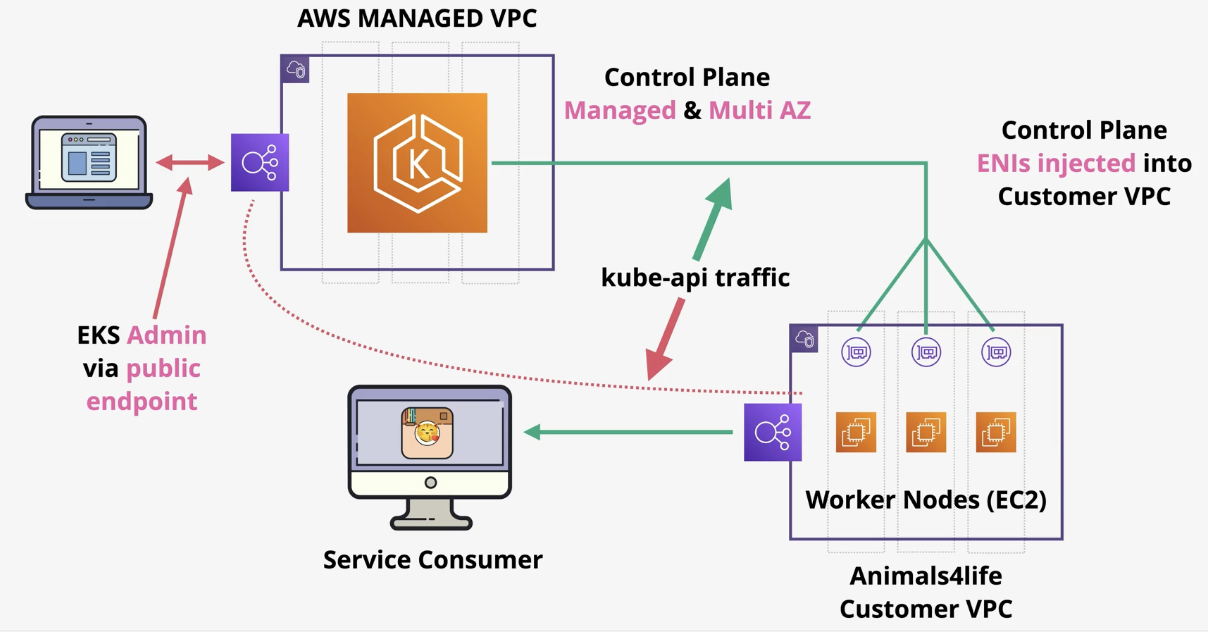 AWS MANAGED VPC
Control Plane
Managed & Multi AZ
Control Plane
ENIs injected into
Customer VPC
K
kube-api traffic
EKS Admin
via public
endpoint
Worker Nodes (EC2)
Service Consumer
Animals4life
Customer VPC